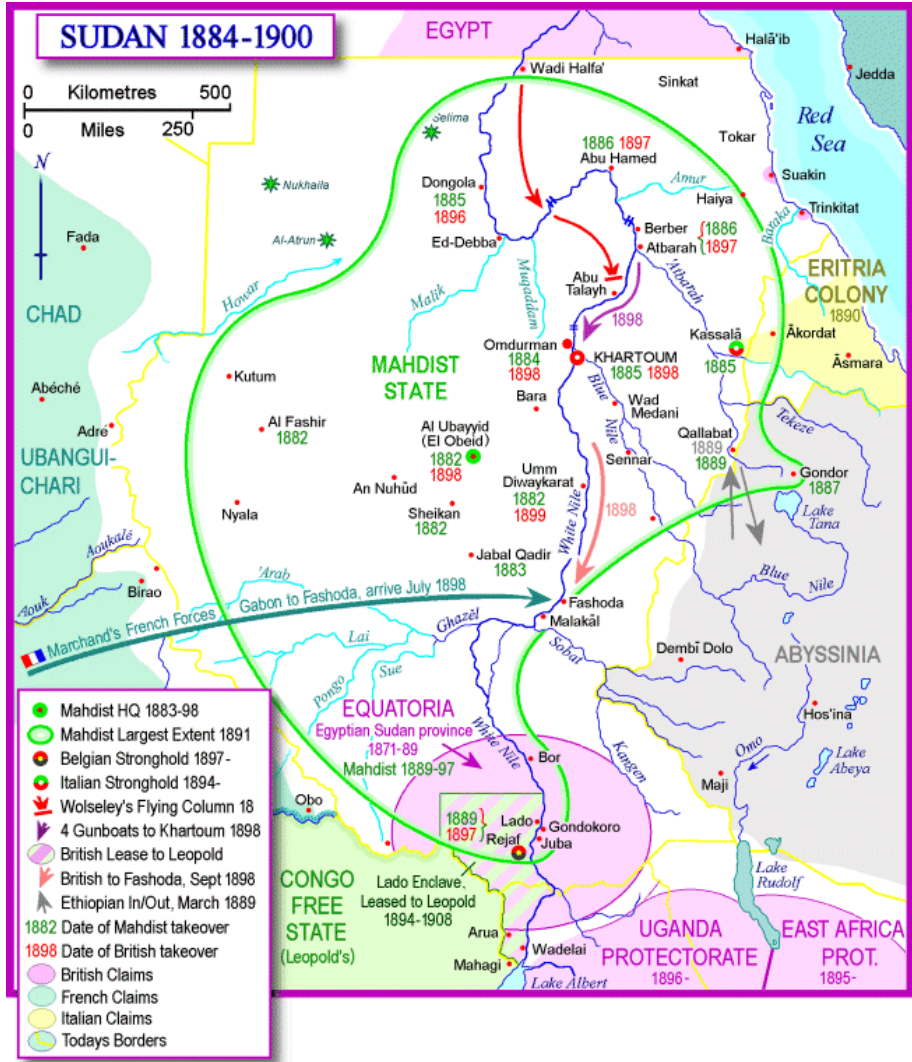 SUDAN 1884-1900
EGYPT
Halā'ib
Jedda
Wadi Halfa'
Sinkat
0 Kilometres 500
0 Miles 250
Red
Sea
Selima
Tokar
N
1886 1897
Abu Hamed
Suakin
Nukhaila
Dongola
1885
1896
Amur
Haiya
Trinkitat
Baraka
Fada
Al-Atrun
Ed-Debba
Berber
Atbarah
1886
1897
Howar
Malik
Muqaddam
Abu
Talayh
'Atbarah
ERITRIA
COLONY
1890
CHAD
1898
Kassalā
1885
Ākordat
Āsmara
Omdurman
1884
1898
KHARTOUM
1885 1898
MAHDIST
STATE
Kutum
Abéché
Bara
Blue
Nile
Wad
Medani
Adre
Al Fashir
1882
Al Ubayyid
(El Obeid)
1882
1898
Qallabat
1889
1889
Tekeze
UBANGUI-
CHARI
Sennar
Gondor
1887
An Nuhūd
Umm
Diwaykarat
1882
1899
Nyala
Sheikan
1882
1898
Lake
Tana
White Nile
Aoukalé
Jabal Qadir
1883
Blue
Nile
Aouk
Birao
'Arab
Marchand's French Forces - Gabon to Fashoda, arrive July 1898
Fashoda
Malakāl
Ghazēl
Lai
Sue
Pongo
Sobat
Dembī Dolo
ABYSSINIA
EQUATORIA
Egyptian Sudan province
1871-89
Mahdist 1889-97
White Nile
Kangen
Hos'ina
Omo
Lake
Abeya
Bor
Maji
Obo
1889
1897
Lado
Rejaf
Gondokoro
Juba
Lake
Rudolf
CONGO
FREE
STATE
(Leopold's)
Lado Enclave,
Leased to Leopold
1894-1908
Arua
Wadelai
Mahagi
Lake Albert
UGANDA
PROTECTORATE
1896-
EAST AFRICA
PROT.
1895-
Mahdist HQ 1883-98
Mahdist Largest Extent 1891
Belgian Stronghold 1897-
Italian Stronghold 1894-
Wolseley's Flying Column 18
4 Gunboats to Khartoum 1898
British Lease to Leopold
British to Fashoda, Sept 1898
Ethiopian In/Out, March 1889
1882 Date of Mahdist takeover
1898 Date of British takeover
British Claims
French Claims
Italian Claims
Todays Borders